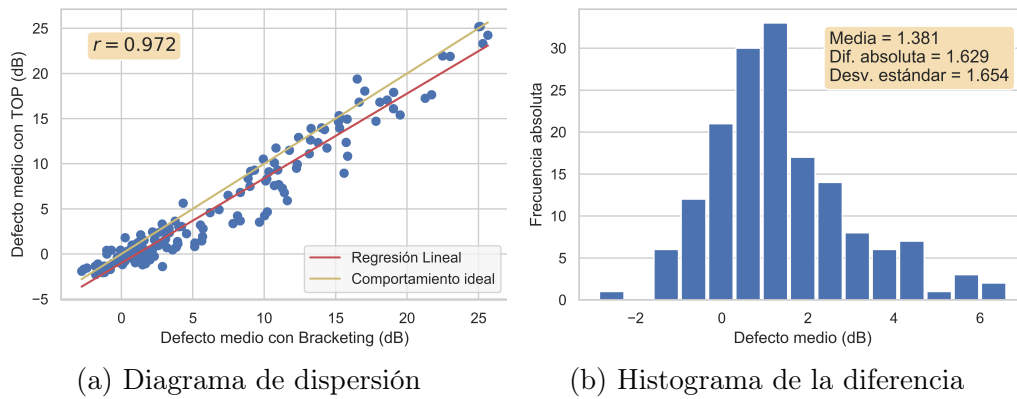 r = 0.972
Defecto medio con TOP (dB)
25
20
15
10
5
0
−5
0
5
10
15
20
25
Regresión Lineal
Comportamiento ideal
Defecto medio con Bracketing (dB)
(a) Diagrama de dispersión
Media = 1.381
Dif. absoluta = 1.629
Desv. estándar = 1.654
Frecuencia absoluta
30
25
20
15
10
5
0
−2
0
2
4
6
Defecto medio (dB)
(b) Histograma de la diferencia